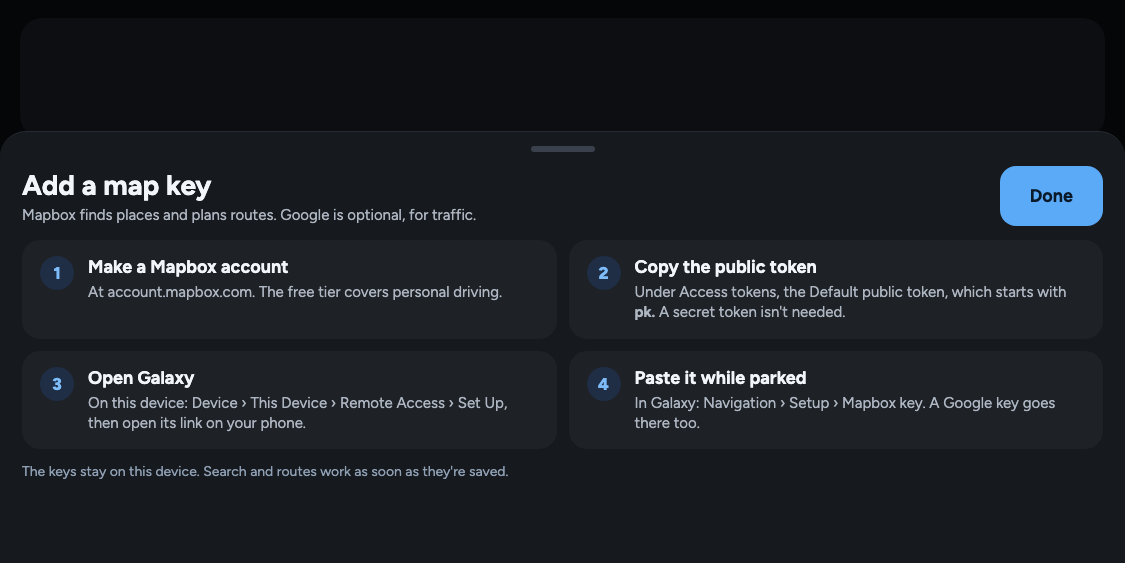 Add a map key
Mapbox finds places and plans routes. Google is optional, for traffic.
Done
1
Make a Mapbox account
At account.mapbox.com. The free tier covers personal driving.
2
Copy the public token
Under Access tokens, the Default public token, which starts with
pk. A secret token isn't needed.
3
Open Galaxy
On this device: Device › This Device › Remote Access › Set Up,
then open its link on your phone.
4
Paste it while parked
In Galaxy: Navigation › Setup › Mapbox key. A Google key goes
there too.
The keys stay on this device. Search and routes work as soon as they're saved.